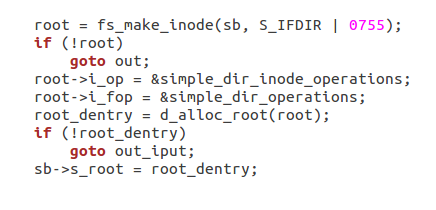 root = fs_make_inode(sb, S_IFDIR | 0755);
if (!root)
    goto out;
root->i_op = &simple_dir_inode_operations;
root->i_fop = &simple_dir_operations;
root_dentry = d_alloc_root(root);
if (!root_dentry)
    goto out_iput;
sb->s_root = root_dentry;